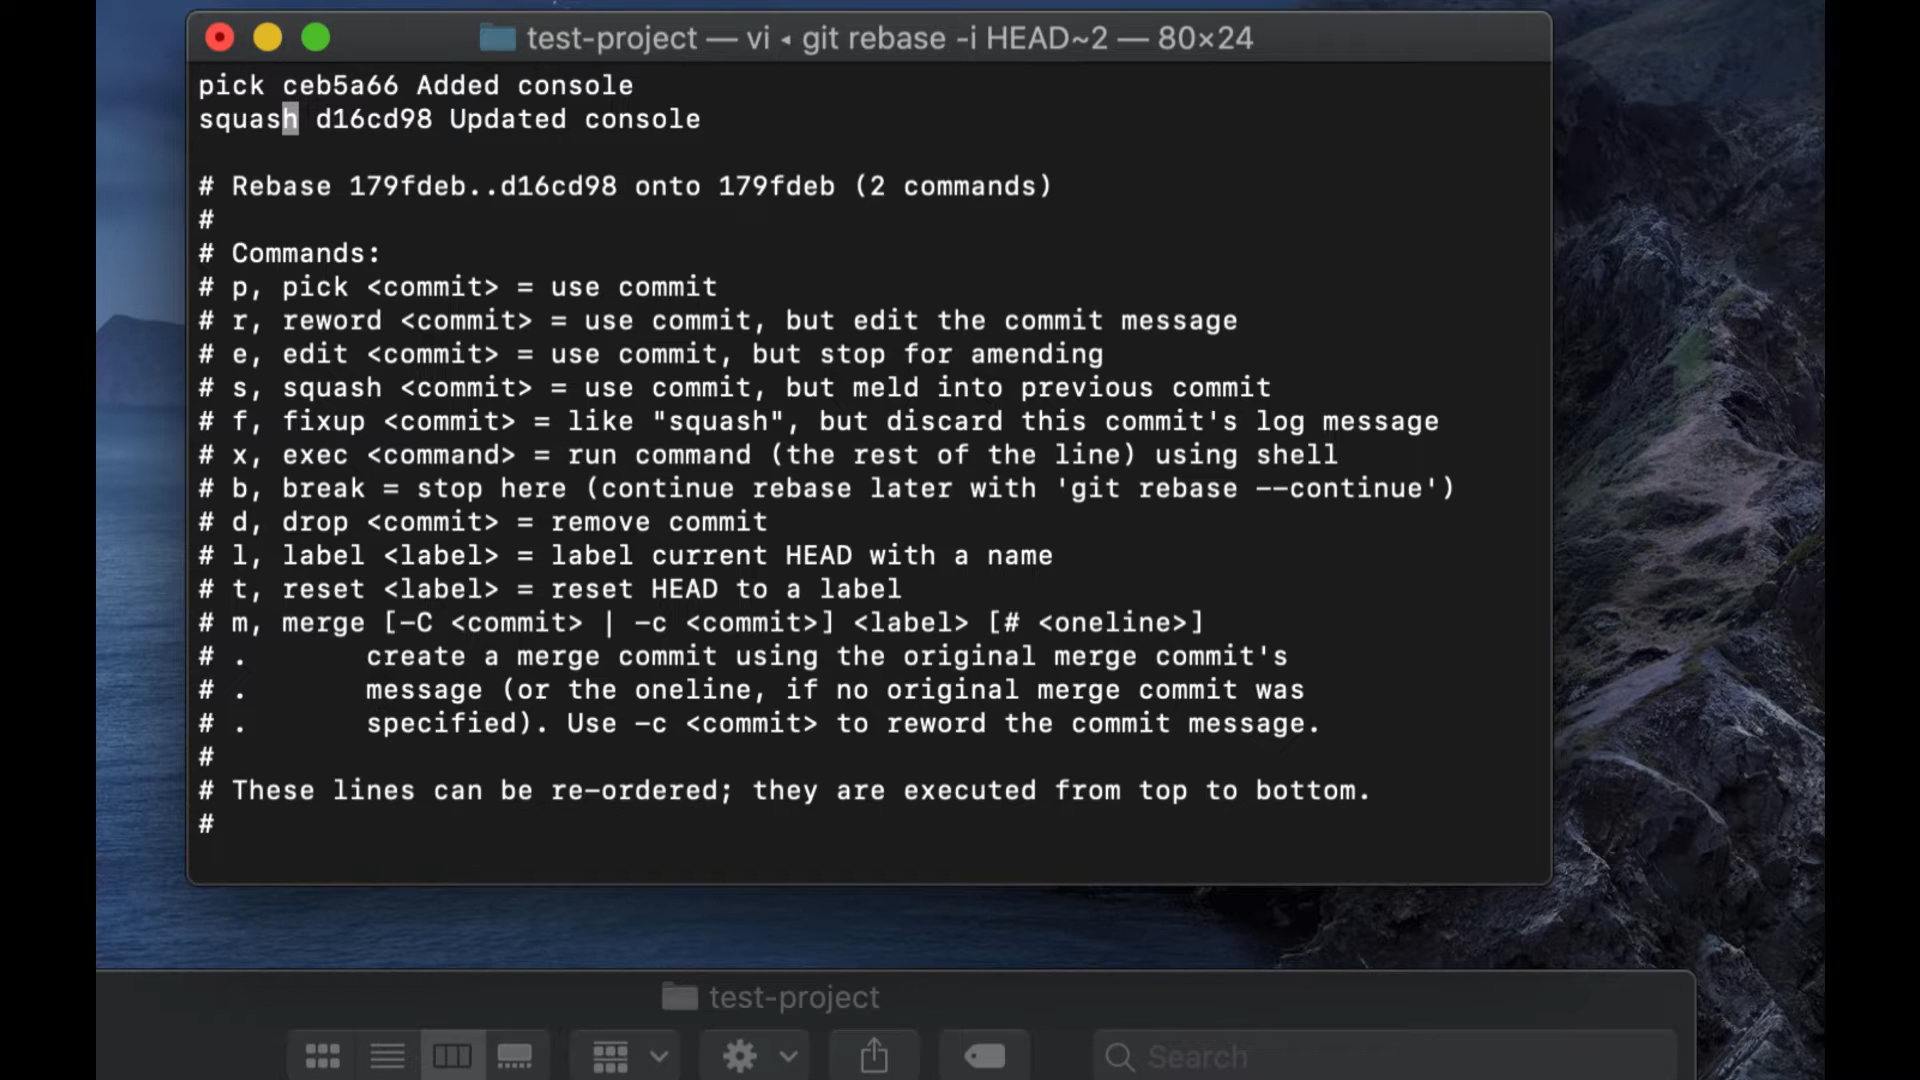 test-project — vi ◂ git rebase -i HEAD~2 — 80×24
pick ceb5a66 Added console
squash d16cd98 Updated console
# Rebase 179fdeb..d16cd98 onto 179fdeb (2 commands)
#
# Commands:
# p, pick <commit> = use commit
# r, reword <commit> = use commit, but edit the commit message
# e, edit <commit> = use commit, but stop for amending
# s, squash <commit> = use commit, but meld into previous commit
# f, fixup <commit> = like "squash", but discard this commit's log message
# x, exec <command> = run command (the rest of the line) using shell
# b, break = stop here (continue rebase later with 'git rebase --continue')
# d, drop <commit> = remove commit
# l, label <label> = label current HEAD with a name
# t, reset <label> = reset HEAD to a label
# m, merge [-C <commit> | -c <commit>] <label> [# <oneline>]
# .       create a merge commit using the original merge commit's
# .       message (or the oneline, if no original merge commit was
# .       specified). Use -c <commit> to reword the commit message.
#
# These lines can be re-ordered; they are executed from top to bottom.
#
test-project
Search